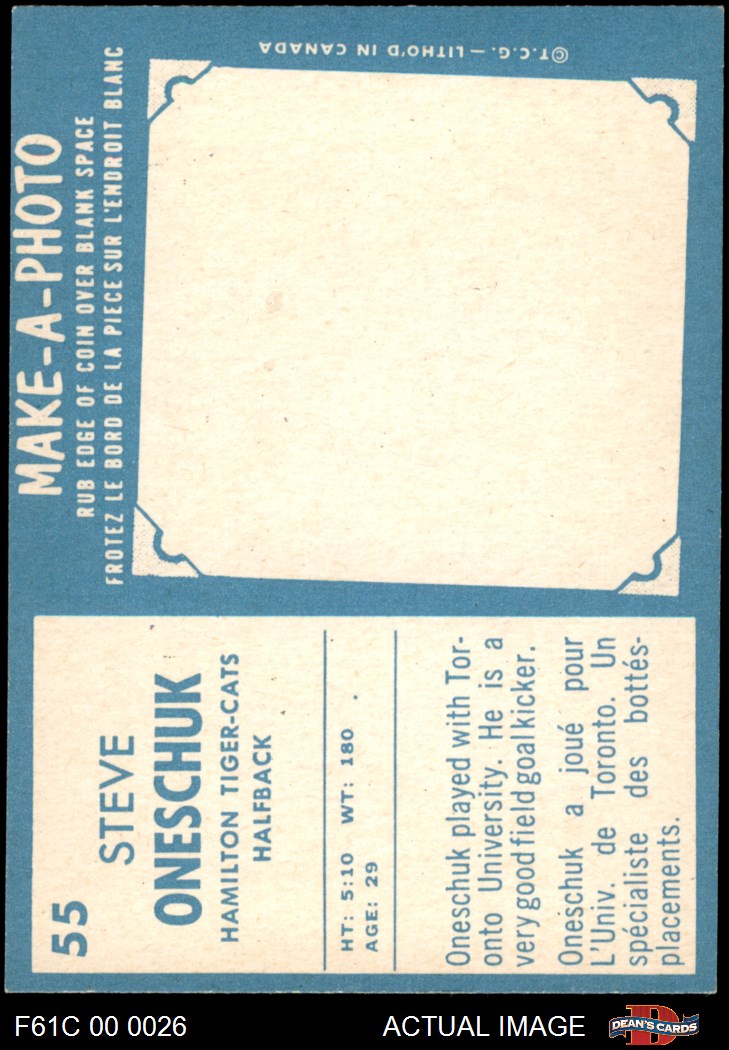 55
STEVE
ONESCHUK
HAMILTON TIGER-CATS
HALFBACK
HT: 5:10 WT: 180
AGE: 29
Oneschuk played with Tor-
onto University. He is a
very good field goal kicker.
Oneschuk a joué pour
L'Univ. de Toronto. Un
spécialiste des bottés-
placements.
MAKE-A-PHOTO
RUB EDGE OF COIN OVER BLANK SPACE
FROTEZ LE BORD DE LA PIECE SUR L'ENDROIT BLANC
©T.C.G.—LITHO'D IN CANADA
F61C 00 0026
ACTUAL IMAGE
DEAN'S CARDS